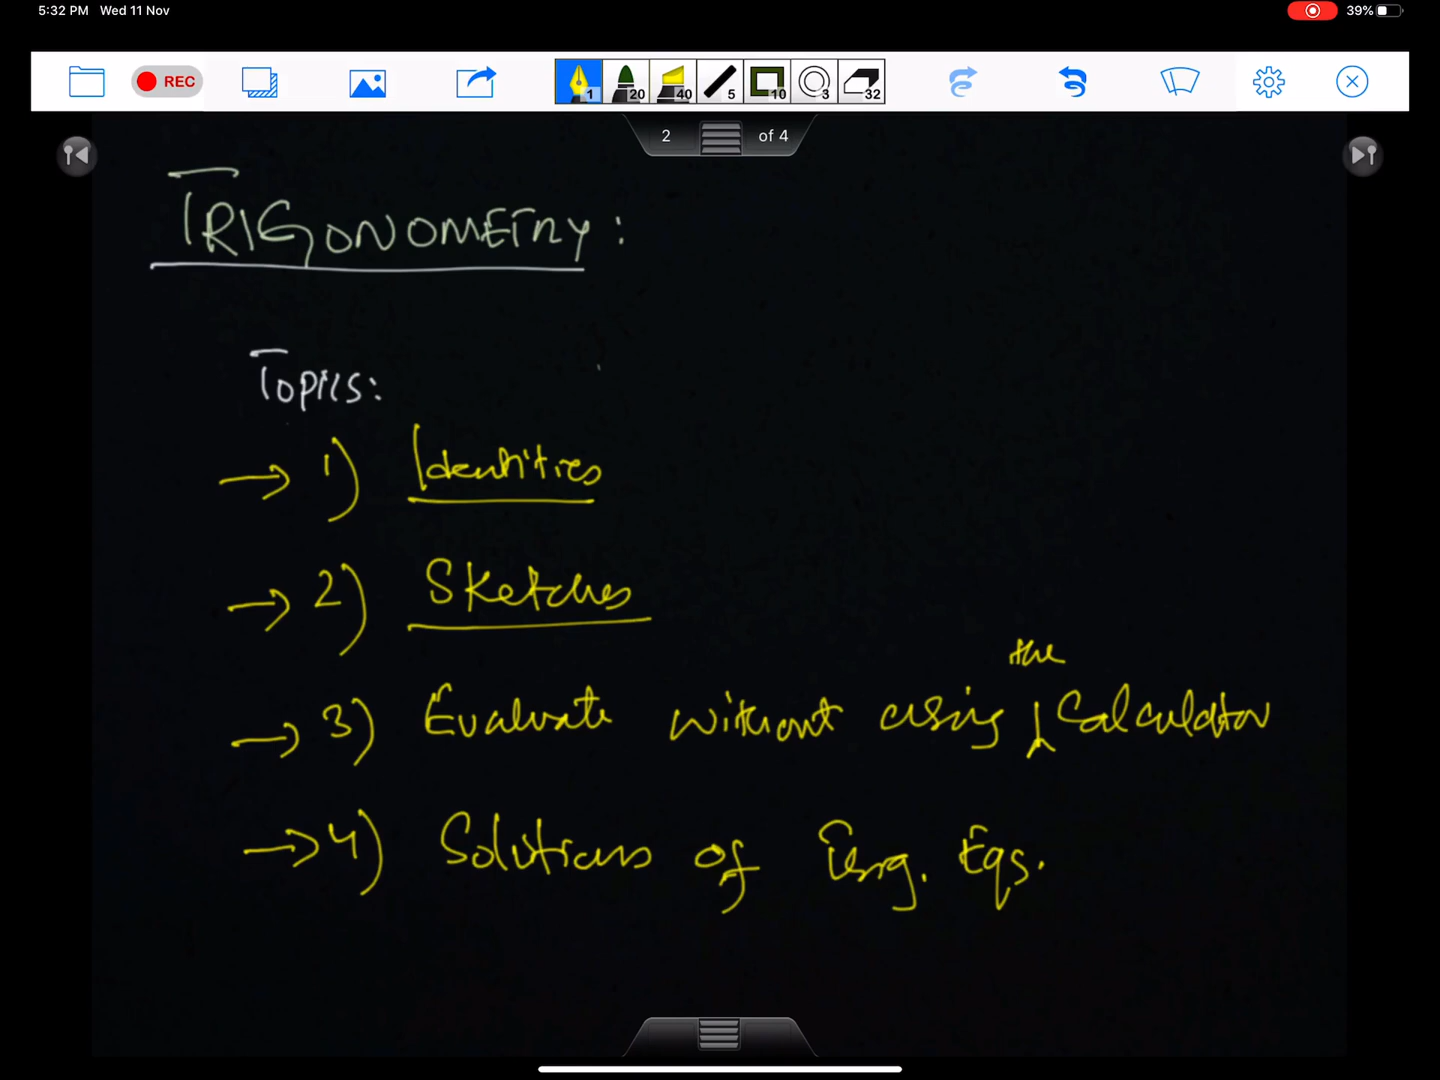 5:32 PM Wed 11 Nov
39%
REC
1 20 40 5 10 3 32
2 of 4
TRIGONOMETRY:
Topics:
→ 1) Identities
→ 2) Sketches
the
→ 3) Evaluate without using Calculator
→ 4) Solutions of Trig. Eqs.